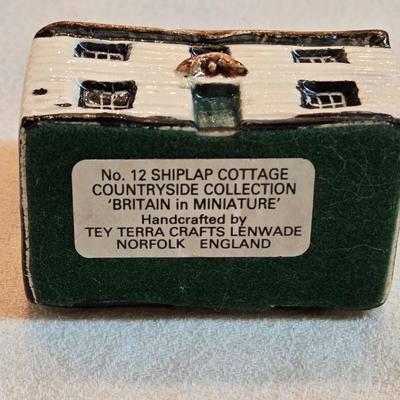 No. 12 SHIPLAP COTTAGE
COUNTRYSIDE COLLECTION
'BRITAIN in MINIATURE'
Handcrafted by
TEY TERRA CRAFTS LENWADE
NORFOLK ENGLAND